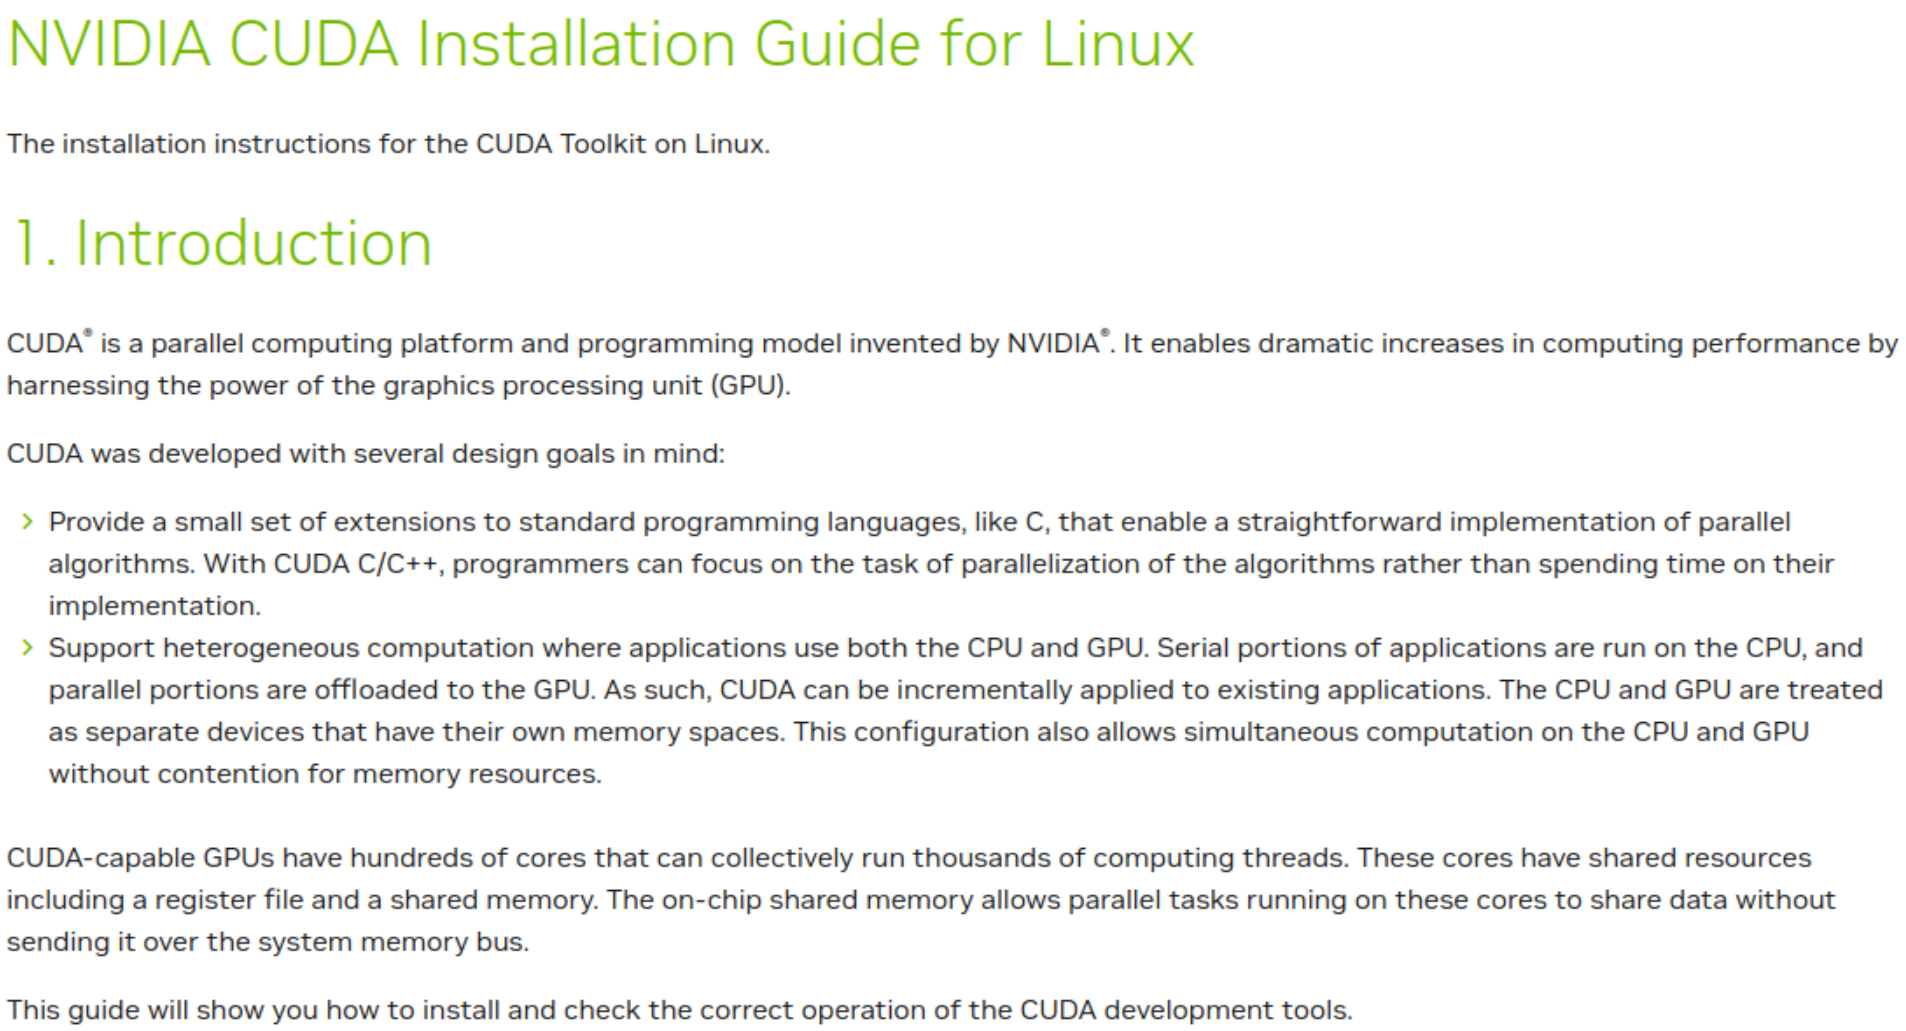 NVIDIA CUDA Installation Guide for Linux
The installation instructions for the CUDA Toolkit on Linux.
1. Introduction
CUDA® is a parallel computing platform and programming model invented by NVIDIA®. It enables dramatic increases in computing performance by
harnessing the power of the graphics processing unit (GPU).
CUDA was developed with several design goals in mind:
› Provide a small set of extensions to standard programming languages, like C, that enable a straightforward implementation of parallel
algorithms. With CUDA C/C++, programmers can focus on the task of parallelization of the algorithms rather than spending time on their
implementation.
› Support heterogeneous computation where applications use both the CPU and GPU. Serial portions of applications are run on the CPU, and
parallel portions are offloaded to the GPU. As such, CUDA can be incrementally applied to existing applications. The CPU and GPU are treated
as separate devices that have their own memory spaces. This configuration also allows simultaneous computation on the CPU and GPU
without contention for memory resources.
CUDA-capable GPUs have hundreds of cores that can collectively run thousands of computing threads. These cores have shared resources
including a register file and a shared memory. The on-chip shared memory allows parallel tasks running on these cores to share data without
sending it over the system memory bus.
This guide will show you how to install and check the correct operation of the CUDA development tools.